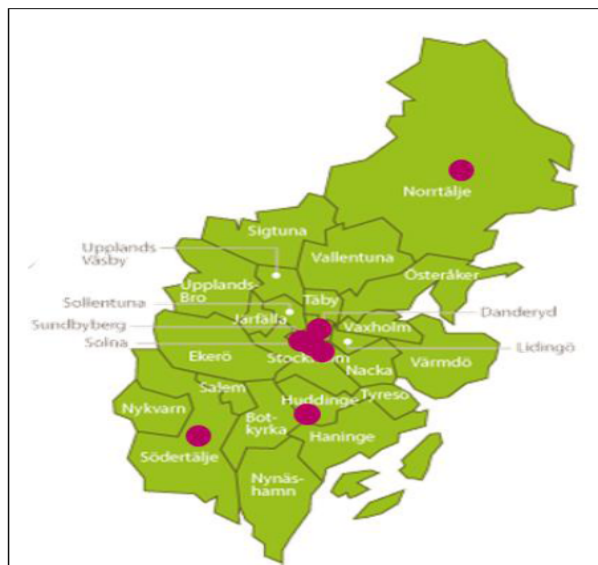 Norrtälje
Sigtuna
Upplands
Väsby
Vallentuna
Österåker
Upplands-
Bro
Täby
Sollentuna
Danderyd
Järfälla
Vaxholm
Sundbyberg
Solna
Lidingö
Ekerö
Stock
m
Värmdö
Nacka
Salem
Tyresö
Huddinge
Nykvarn
Bot-
kyrka
Haninge
Södertälje
Nynäs-
hamn